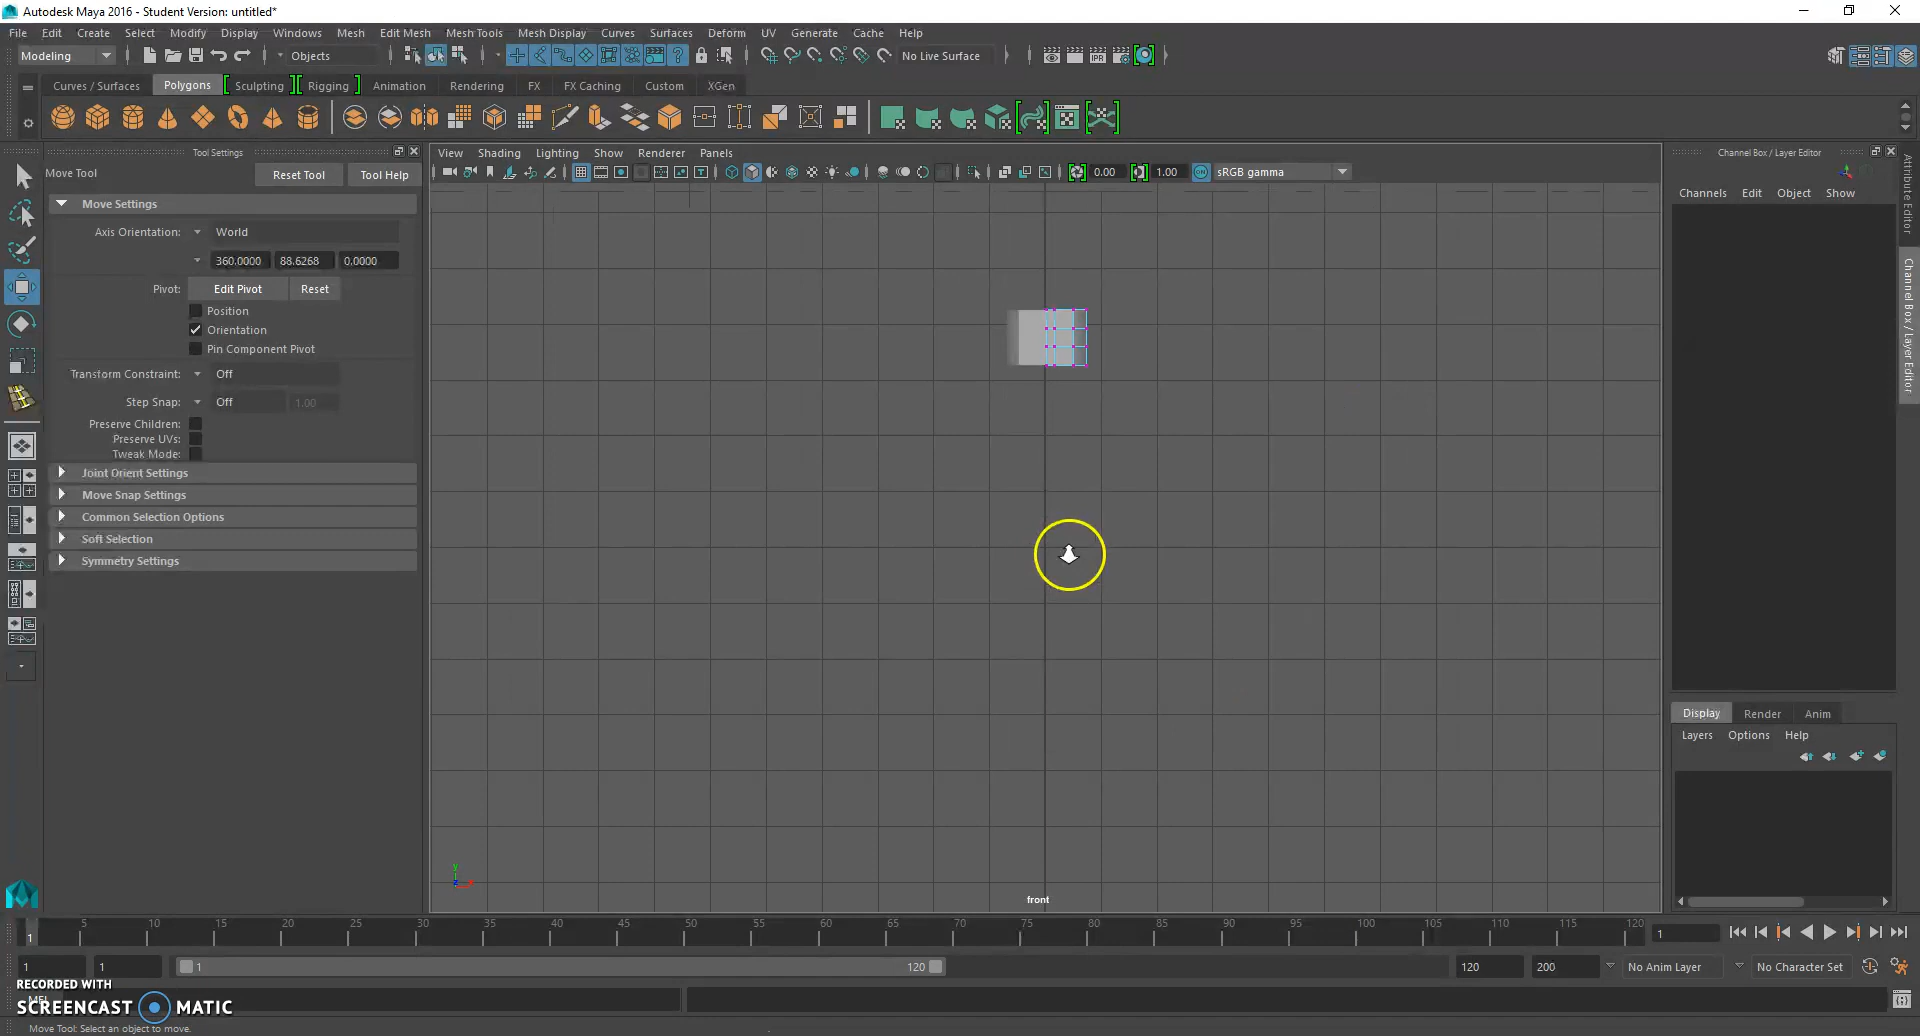 Autodesk Maya 2016 - Student Version: untitled*
File Edit Create Select Modify Display Windows Mesh Edit Mesh Mesh Tools Mesh Display Curves Surfaces Deform UV Generate Cache Help
Modeling Objects No Live Surface
Curves / Surfaces Polygons Sculpting Rigging Animation Rendering FX FX Caching Custom XGen
Tool Settings
Move Tool Reset Tool Tool Help
Move Settings
Axis Orientation: World
360.0000 88.6268 0.0000
Pivot: Edit Pivot Reset
Position
Orientation
Pin Component Pivot
Transform Constraint: Off
Step Snap: Off 1.00
Preserve Children:
Preserve UVs:
Tweak Mode:
Joint Orient Settings
Move Snap Settings
Common Selection Options
Soft Selection
Symmetry Settings
View Shading Lighting Show Renderer Panels
0.00 1.00 sRGB gamma
y
front
Channel Box / Layer Editor
Channels Edit Object Show
Attribute Editor
Channel Box / Layer Editor
Display Render Anim
Layers Options Help
1 5 10 15 20 25 30 35 40 45 50 55 60 65 70 75 80 85 90 95 100 105 110 115 120 1
1 1 1 120 120 200 No Anim Layer No Character Set
RECORDED WITH
MEL
SCREENCAST MATIC
Move Tool: Select an object to move.